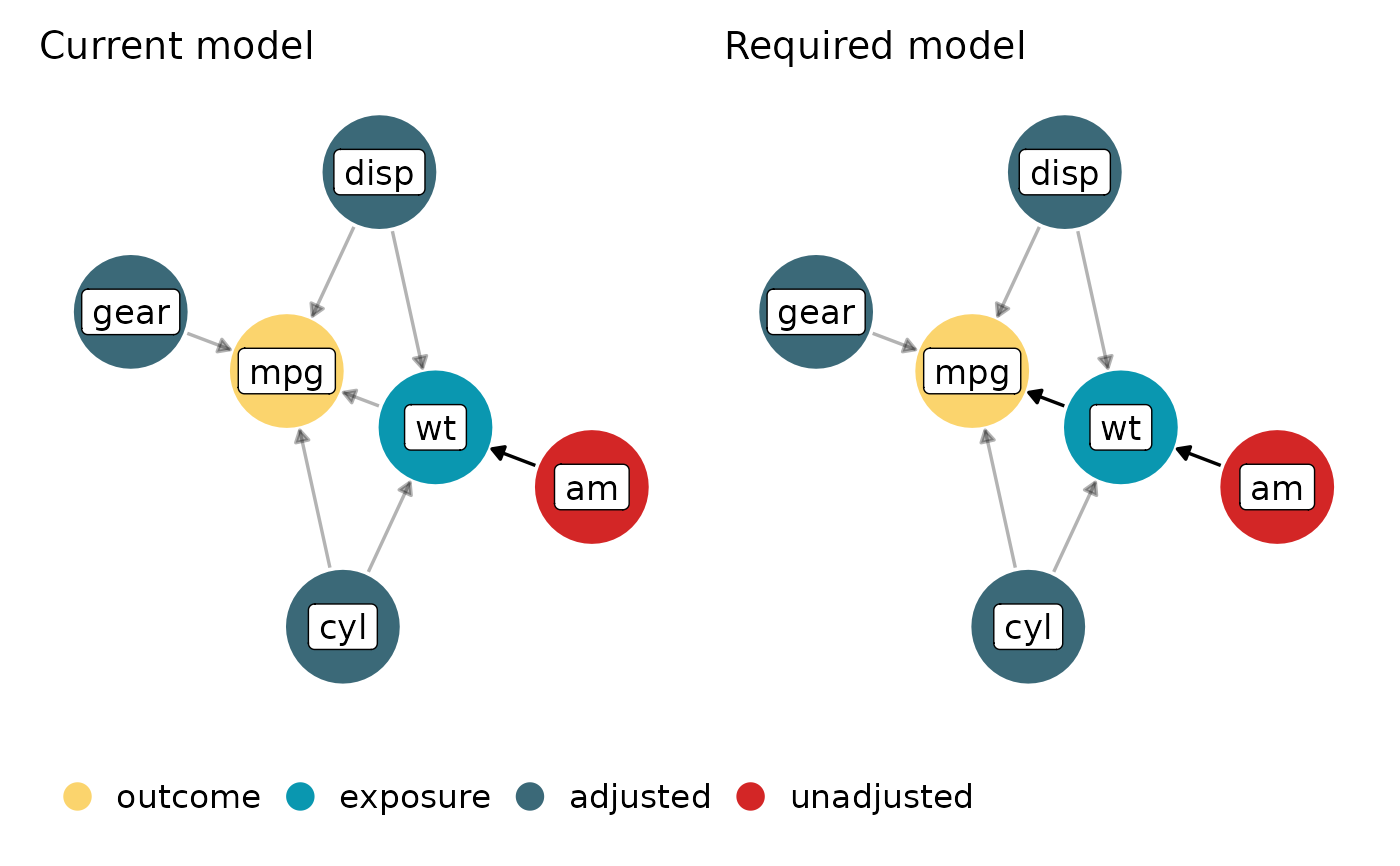 Current model
disp
gear
mpg
wt
am
cyl
Required model
disp
gear
mpg
wt
am
cyl
outcome exposure adjusted unadjusted